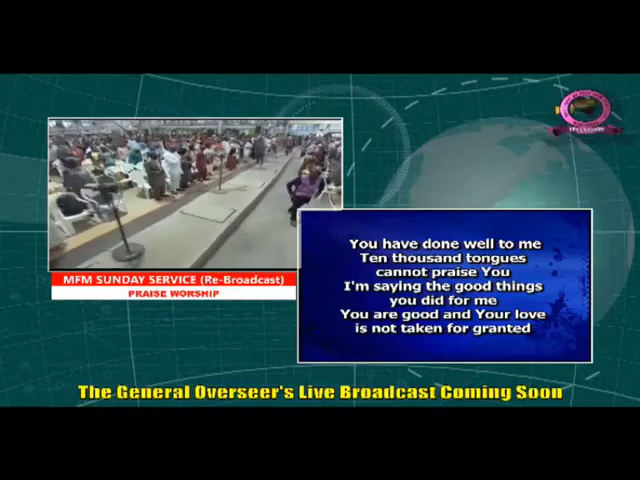 MFM SUNDAY SERVICE (Re-Broadcast)
PRAISE WORSHIP
You have done well to me
Ten thousand tongues
cannot praise You
I'm saying the good things
you did for me
You are good and Your love
is not taken for granted
The General Overseer's Live Broadcast Coming Soon